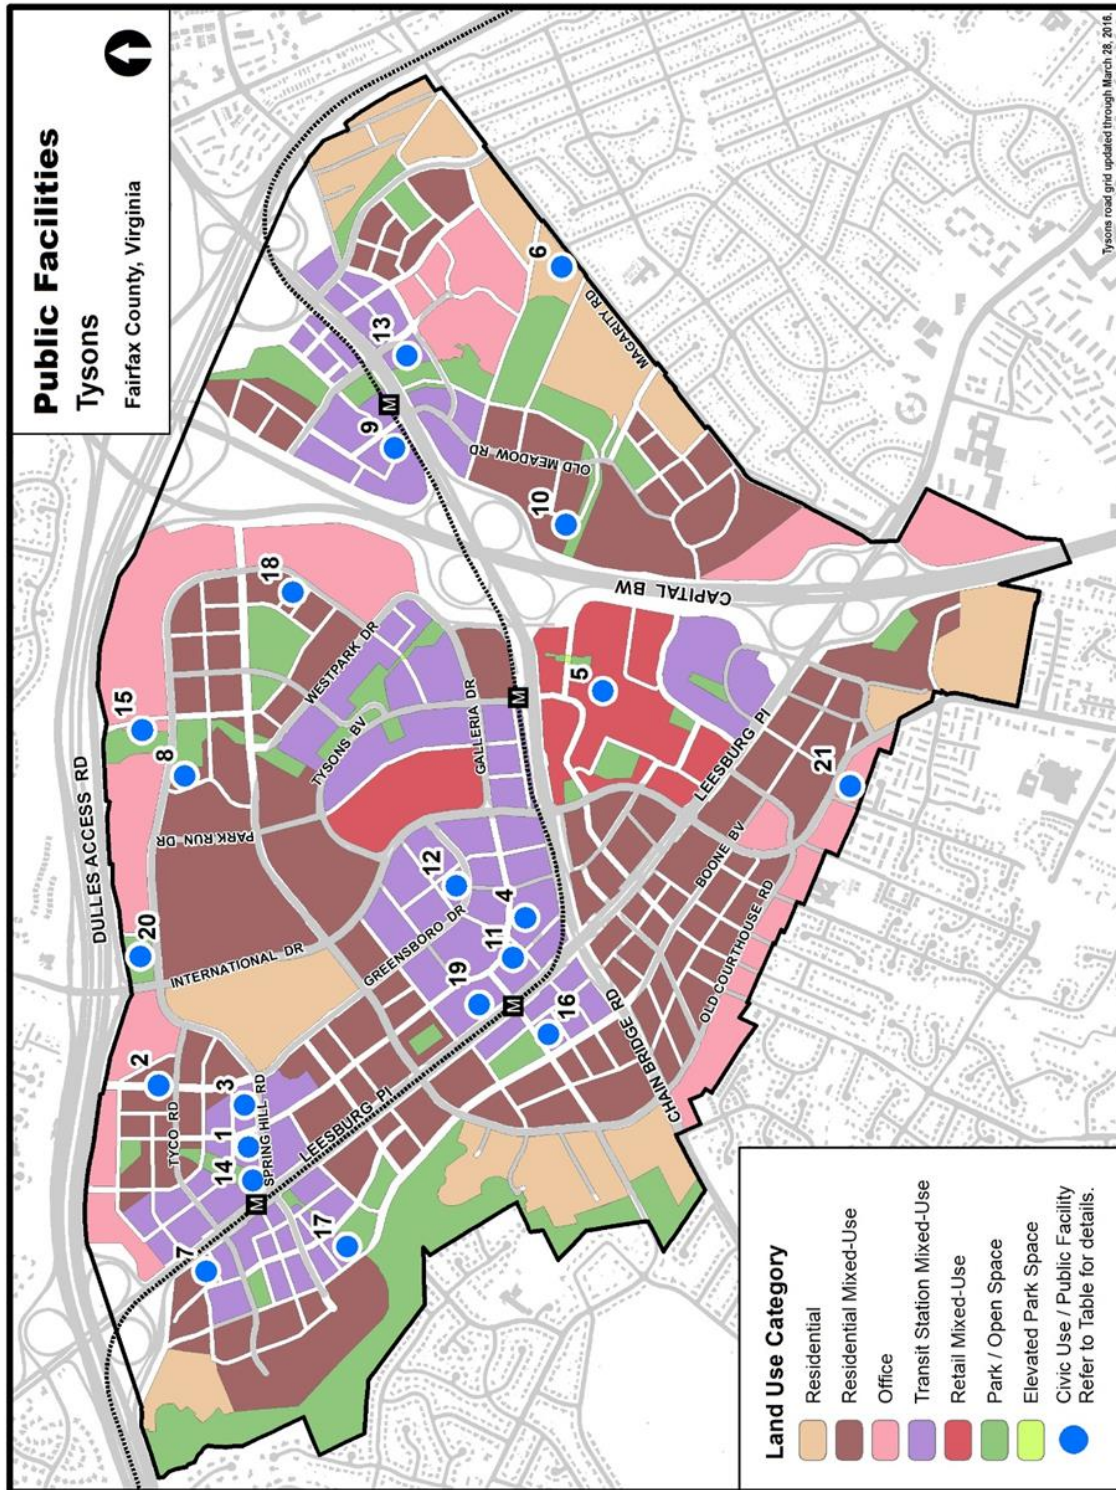 Public Facilities
Tysons
Fairfax County, Virginia
DULLES ACCESS RD
15
18
9
M
13
6
8
20
2
WESTPARK DR
PARK RUN DR
TYSONS BV
INTERNATIONAL DR
GALLERIA DR
OLD MEADOW RD
MAGARITY RD
10
TYCO RD
3
1
14
SPRING HILL RD
M
7
17
LEESBURG PI
GREENSBORO DR
12
4
11
19
M
16
M
5
CAPITAL BW
LEESBURG PI
BOONE BV
21
OLD COURTHOUSE RD
CHAIN BRIDGE RD
Land Use Category
Residential
Residential Mixed-Use
Office
Transit Station Mixed-Use
Retail Mixed-Use
Park / Open Space
Elevated Park Space
Civic Use / Public Facility
Refer to Table for details.
Tysons road grid updated through March 28, 2016.